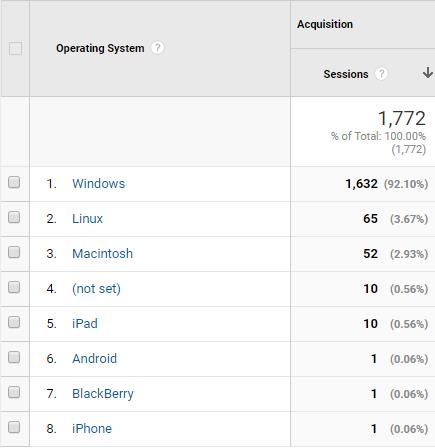 Acquisition
Operating System ?
Sessions ?
1,772
% of Total: 100.00%
(1,772)
1. Windows 1,632 (92.10%)
2. Linux 65 (3.67%)
3. Macintosh 52 (2.93%)
4. (not set) 10 (0.56%)
5. iPad 10 (0.56%)
6. Android 1 (0.06%)
7. BlackBerry 1 (0.06%)
8. iPhone 1 (0.06%)